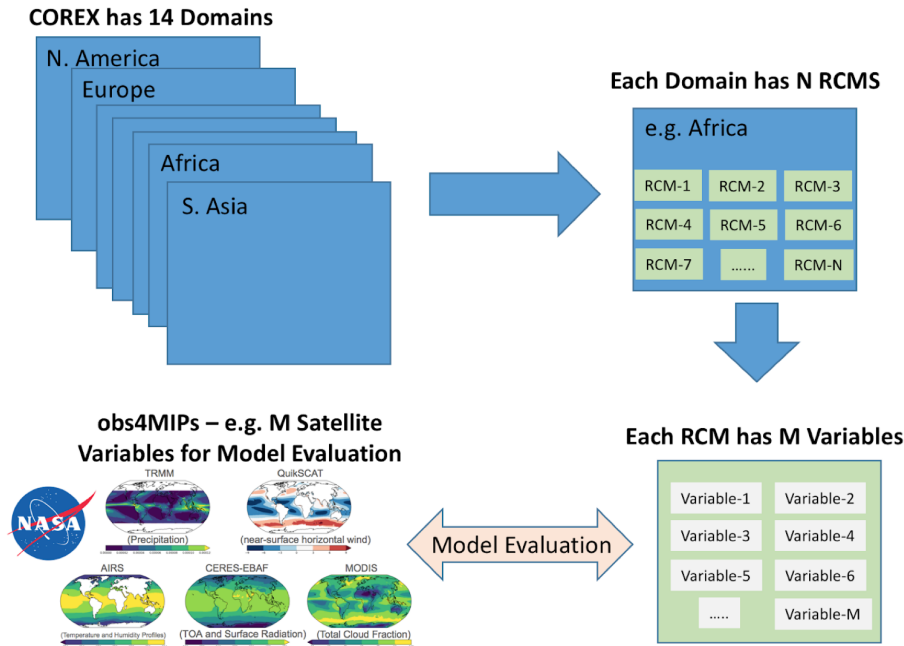 COREX has 14 Domains
N. America
Europe
Africa
S. Asia
Each Domain has N RCMS
e.g. Africa
RCM-1 RCM-2 RCM-3
RCM-4 RCM-5 RCM-6
RCM-7 ...... RCM-N
obs4MIPs – e.g. M Satellite
Variables for Model Evaluation
TRMM
QuikSCAT
NASA
(Precipitation)
(near-surface horizontal wind)
AIRS
CERES-EBAF
MODIS
(Temperature and Humidity Profiles)
(TOA and Surface Radiation)
(Total Cloud Fraction)
Model Evaluation
Each RCM has M Variables
Variable-1 Variable-2
Variable-3 Variable-4
Variable-5 Variable-6
..... Variable-M